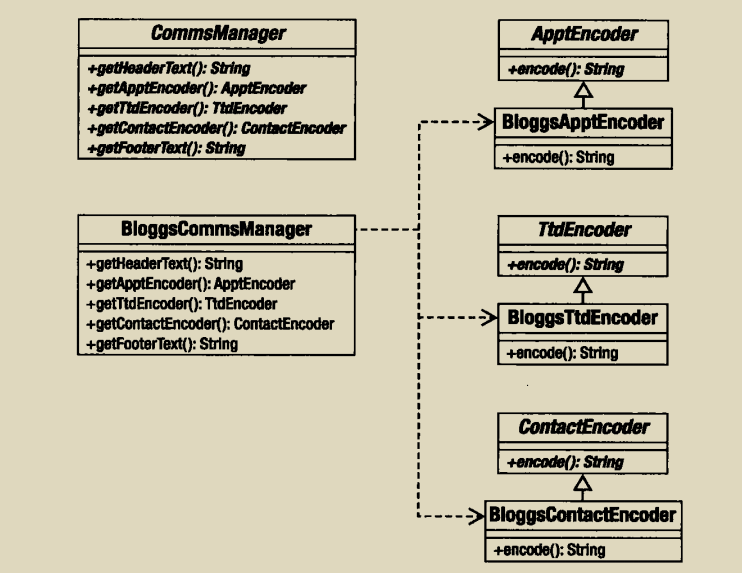 CommsManager
+getHeaderText(): String
+getApptEncoder(): ApptEncoder
+getTtdEncoder(): TtdEncoder
+getContactEncoder(): ContactEncoder
+getFooterText(): String
BloggsCommsManager
+getHeaderText(): String
+getApptEncoder(): ApptEncoder
+getTtdEncoder(): TtdEncoder
+getContactEncoder(): ContactEncoder
+getFooterText(): String
ApptEncoder
+encode(): String
BloggsApptEncoder
+encode(): String
TtdEncoder
+encode(): String
BloggsTtdEncoder
+encode(): String
ContactEncoder
+encode(): String
BloggsContactEncoder
+encode(): String